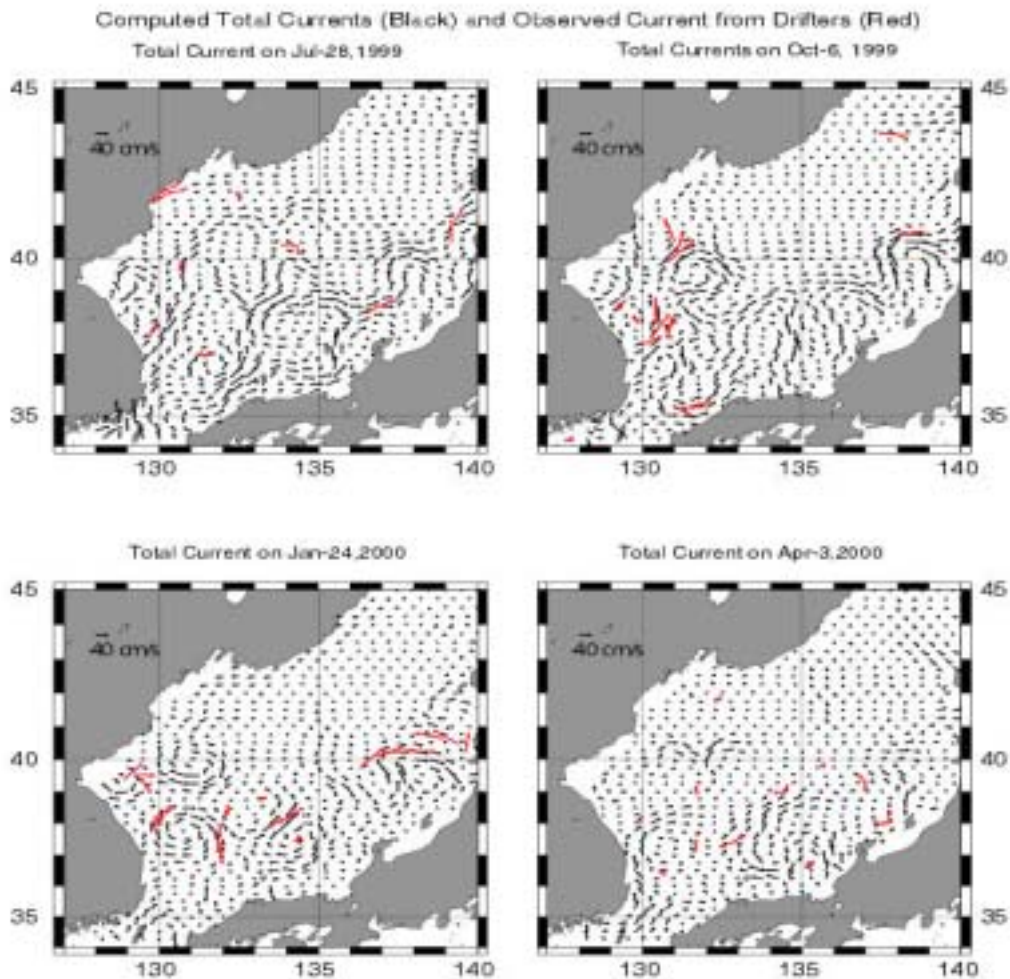 Computed Total Currents (Black) and Observed Current from Drifters (Red)
Total Current on Jul-28,1999
Total Currents on Oct-6, 1999
45
40
35
40 cm/s
130
135
140
40 cm/s
45
40
35
130
135
140
Total Current on Jan-24,2000
Total Current on Apr-3,2000
45
40
35
40 cm/s
130
135
140
40 cm/s
45
40
35
130
135
140